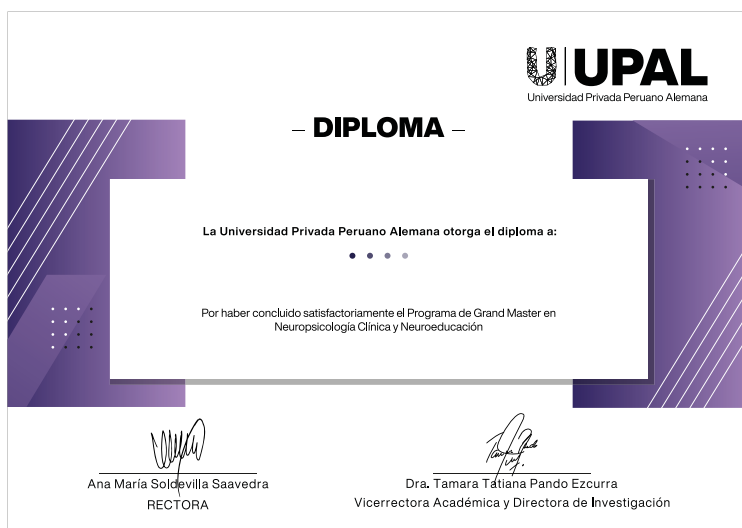 UPAL
Universidad Privada Peruano Alemana
– DIPLOMA –
La Universidad Privada Peruano Alemana otorga el diploma a:
Por haber concluido satisfactoriamente el Programa de Grand Master en
Neuropsicología Clínica y Neuroeducación
Ana María Soldevilla Saavedra
RECTORA
Dra. Tamara Tatiana Pando Ezcurra
Vicerrectora Académica y Directora de Investigación